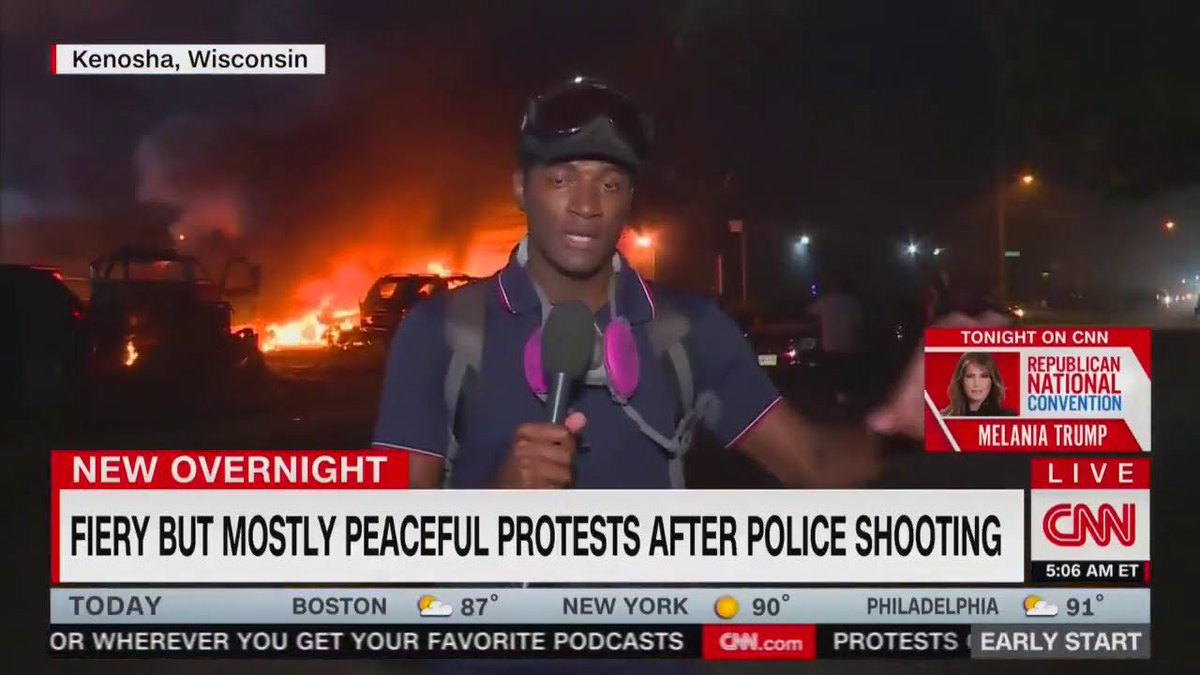 Kenosha, Wisconsin
TONIGHT ON CNN
REPUBLICAN
NATIONAL
CONVENTION
MELANIA TRUMP
NEW OVERNIGHT
LIVE
FIERY BUT MOSTLY PEACEFUL PROTESTS AFTER POLICE SHOOTING
CNN
5:06 AM ET
TODAY BOSTON 87° NEW YORK 90° PHILADELPHIA 91°
OR WHEREVER YOU GET YOUR FAVORITE PODCASTS CNN.com PROTESTS EARLY START